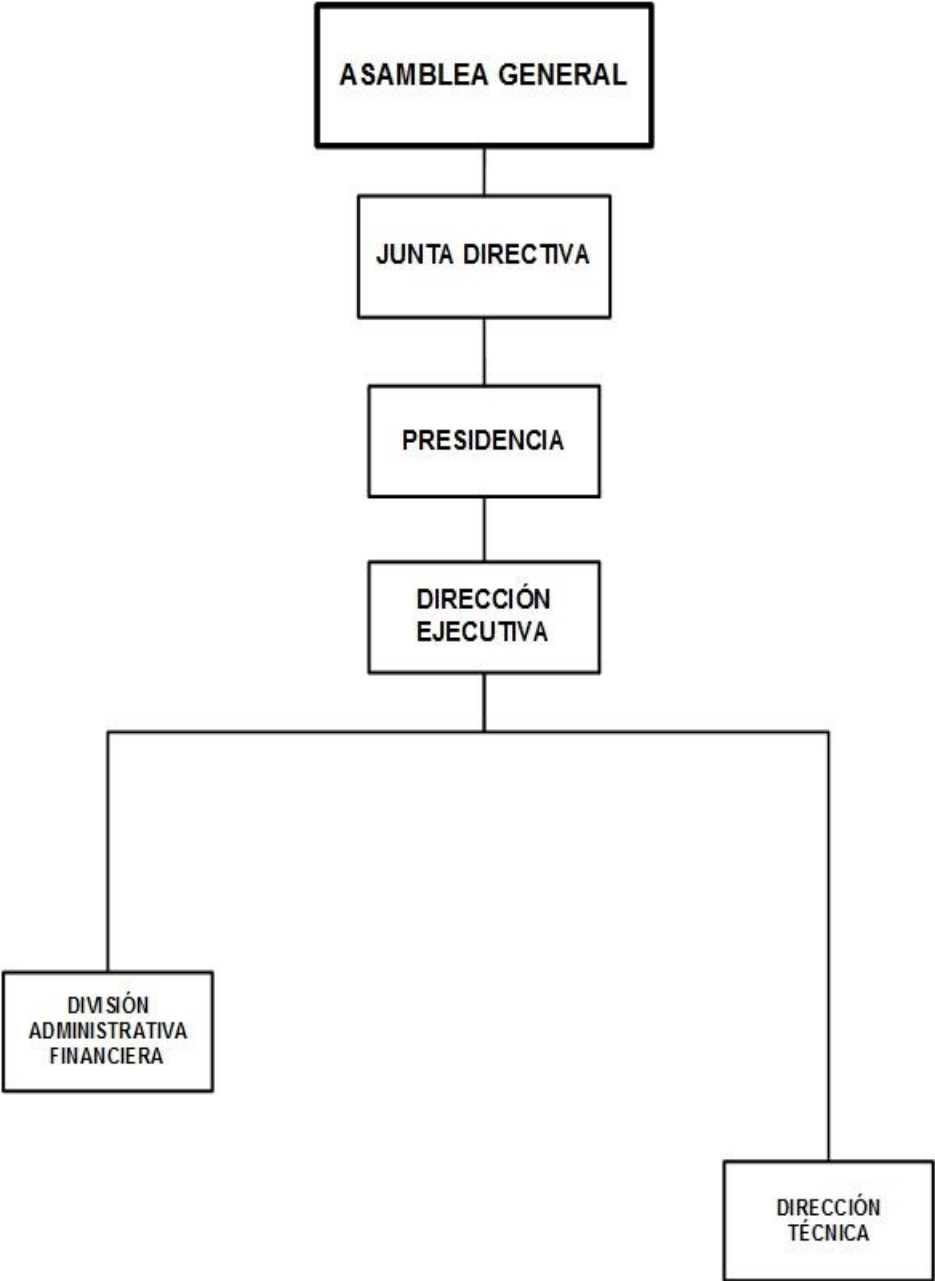 ASAMBLEA GENERAL
JUNTA DIRECTIVA
PRESIDENCIA
DIRECCIÓN
EJECUTIVA
DIVISIÓN
ADMINISTRATIVA
FINANCIERA
DIRECCIÓN
TÉCNICA